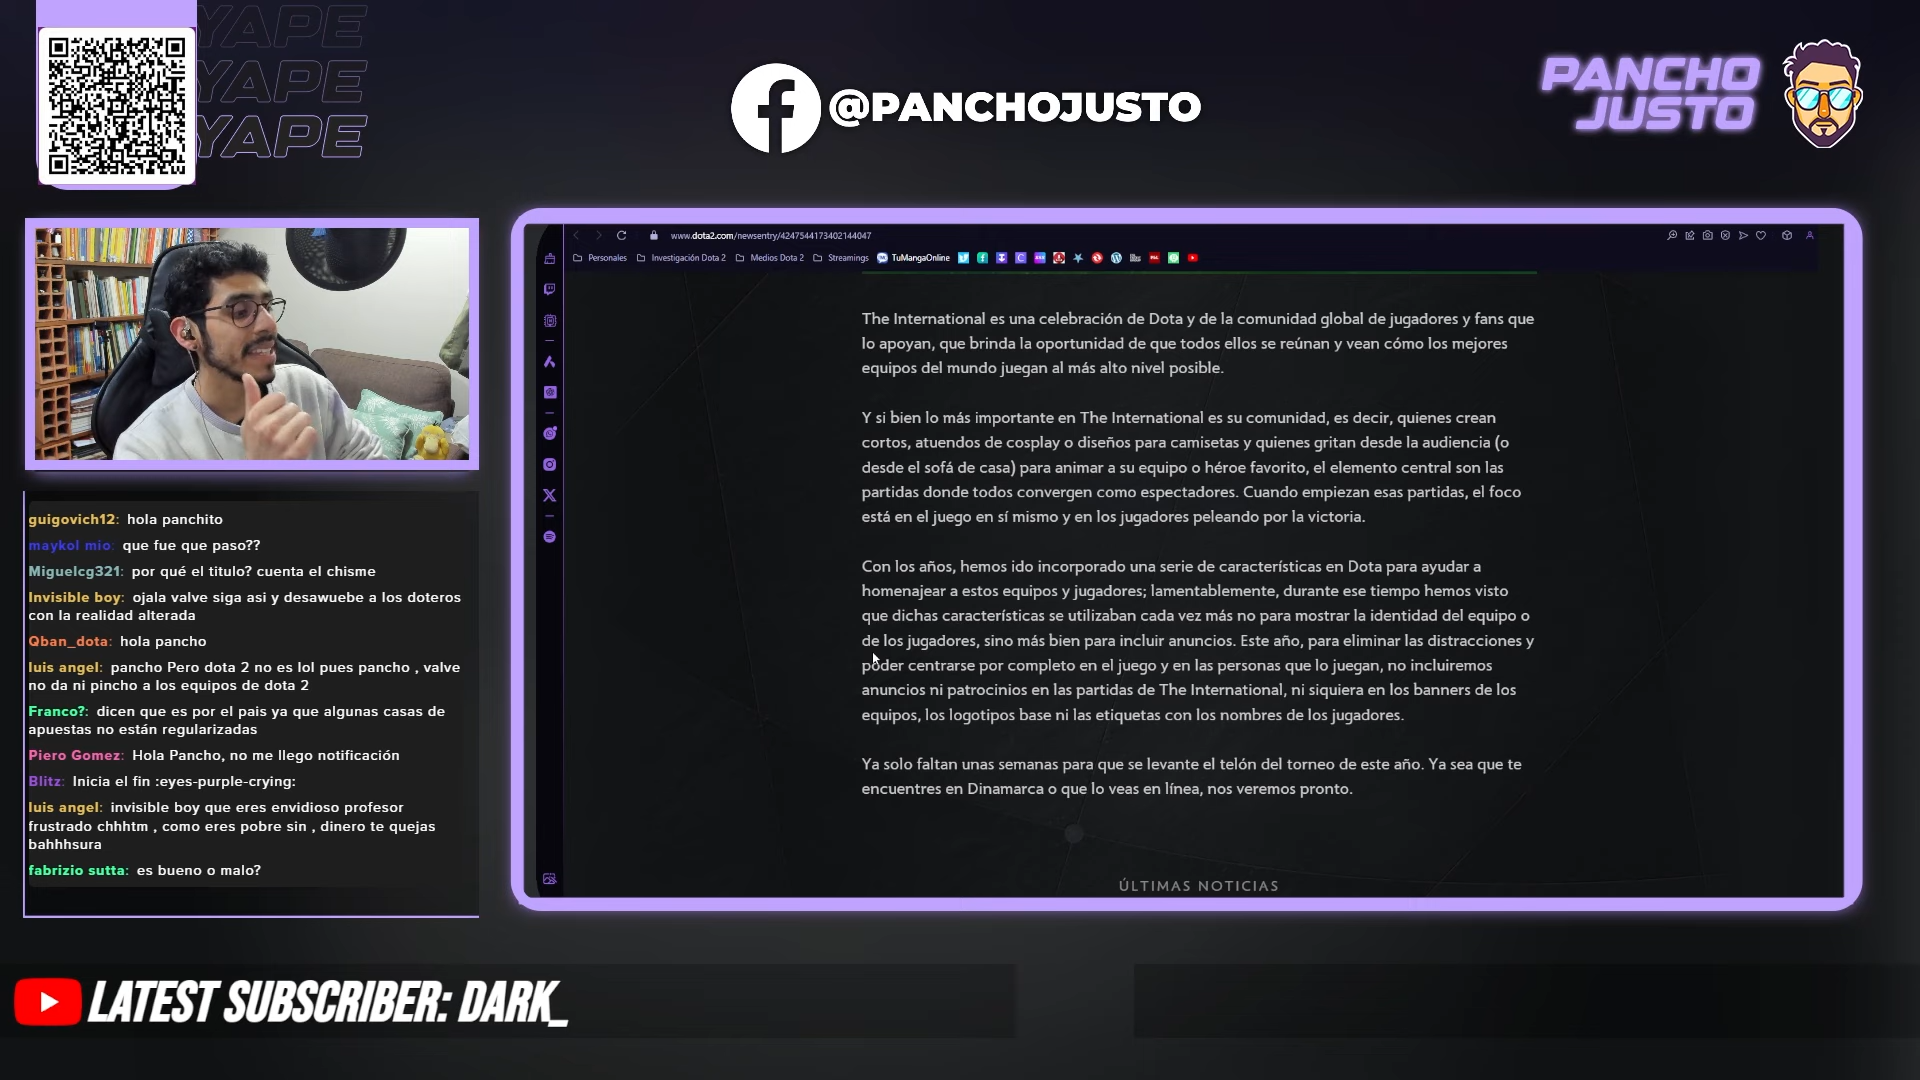 YAPE
YAPE
YAPE
@PANCHOJUSTO
PANCHO
JUSTO
www.dota2.com/newsentry/4247544173402144047
Personales
Investigación Dota 2
Medios Dota 2
Streamings
TuMangaOnline
The International es una celebración de Dota y de la comunidad global de jugadores y fans que
lo apoyan, que brinda la oportunidad de que todos ellos se reúnan y vean cómo los mejores
equipos del mundo juegan al más alto nivel posible.
Y si bien lo más importante en The International es su comunidad, es decir, quienes crean
cortos, atuendos de cosplay o diseños para camisetas y quienes gritan desde la audiencia (o
desde el sofá de casa) para animar a su equipo o héroe favorito, el elemento central son las
partidas donde todos convergen como espectadores. Cuando empiezan esas partidas, el foco
está en el juego en sí mismo y en los jugadores peleando por la victoria.
Con los años, hemos ido incorporado una serie de características en Dota para ayudar a
homenajear a estos equipos y jugadores; lamentablemente, durante ese tiempo hemos visto
que dichas características se utilizaban cada vez más no para mostrar la identidad del equipo o
de los jugadores, sino más bien para incluir anuncios. Este año, para eliminar las distracciones y
poder centrarse por completo en el juego y en las personas que lo juegan, no incluiremos
anuncios ni patrocinios en las partidas de The International, ni siquiera en los banners de los
equipos, los logotipos base ni las etiquetas con los nombres de los jugadores.
Ya solo faltan unas semanas para que se levante el telón del torneo de este año. Ya sea que te
encuentres en Dinamarca o que lo veas en línea, nos veremos pronto.
ÚLTIMAS NOTICIAS
guigovich12: hola panchito
maykol mio: que fue que paso??
Miguelcg321: por qué el titulo? cuenta el chisme
Invisible boy: ojala valve siga asi y desawuebe a los doteros
con la realidad alterada
Qban_dota: hola pancho
luis angel: pancho Pero dota 2 no es lol pues pancho , valve
no da ni pincho a los equipos de dota 2
Franco?: dicen que es por el pais ya que algunas casas de
apuestas no están regularizadas
Piero Gomez: Hola Pancho, no me llego notificación
Blitz: Inicia el fin :eyes-purple-crying:
luis angel: invisible boy que eres envidioso profesor
frustrado chhhtm , como eres pobre sin , dinero te quejas
bahhhsura
fabrizio sutta: es bueno o malo?
LATEST SUBSCRIBER: DARK_